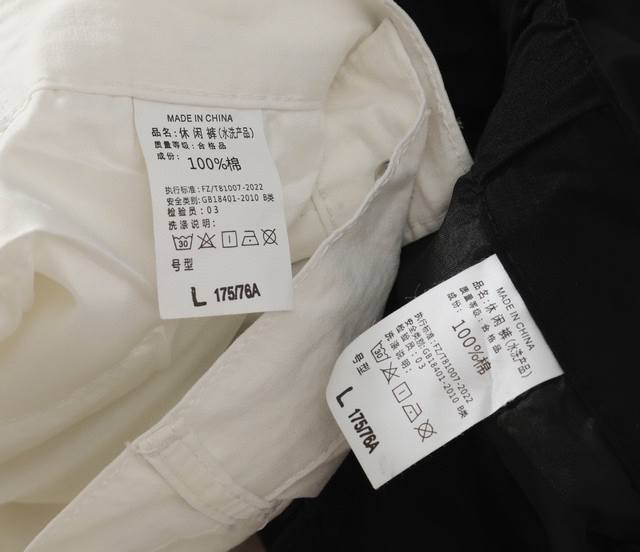 MADE IN CHINA
品名:休闲裤(水洗产品)
质量等级:合格品
成份:100%棉
执行标准:FZ/T81007-2022
安全类别:GB18401-2010 B类
检验员:03
洗涤说明:
30
号型
L 175/76A
MADE IN CHINA
品名:休闲裤(水洗产品)
质量等级:合格品
成份:100%棉
执行标准:FZ/T81007-2022
安全类别:GB18401-2010 B类
检验员:03
洗涤说明:
30
号型
L 175/76A